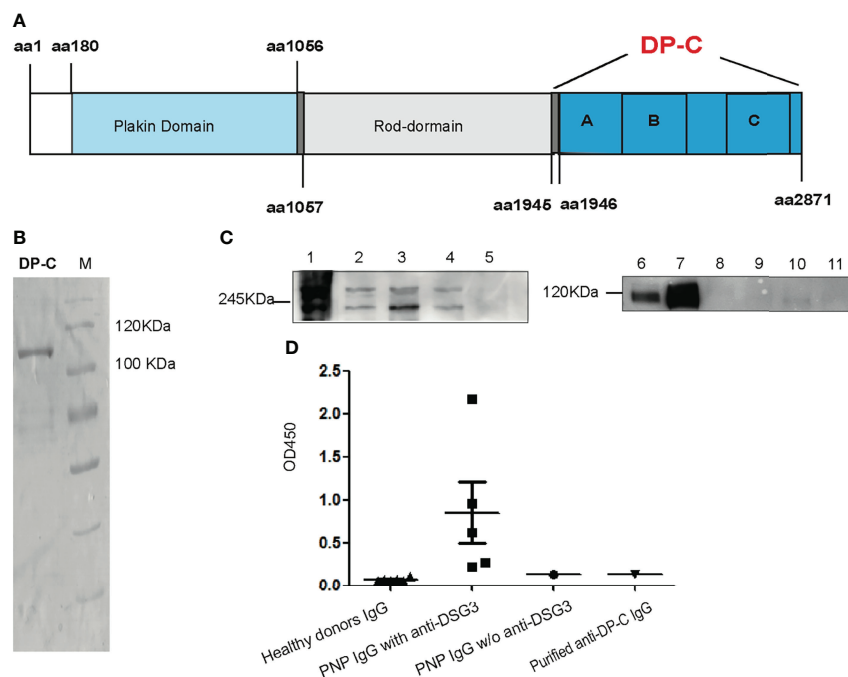 A
DP-C
aa1 aa180 aa1056
Plakin Domain Rod-dormain A B C
aa1057 aa1945 aa1946 aa2871
B
DP-C M
120KDa
100 KDa
C
1 2 3 4 5
245KDa
6 7 8 9 10 11
120KDa
D
OD450
2.5
2.0
1.5
1.0
0.5
0.0
Healthy donors IgG
PNP IgG with anti-DSG3
PNP IgG w/o anti-DSG3
Purified anti-DP-C IgG